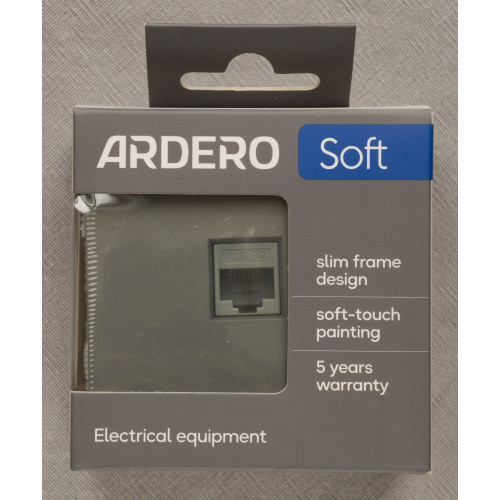 ARDERO
Soft
slim frame
design
soft-touch
painting
5 years
warranty
Electrical equipment